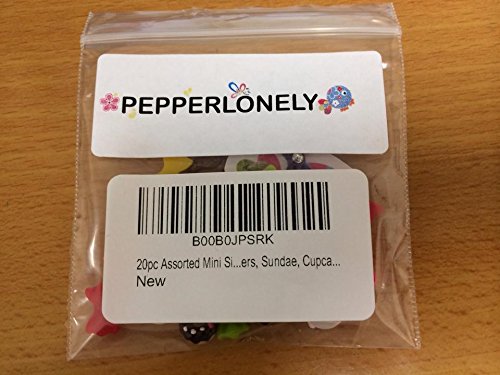 PEPPERLONELY
B00B0JPSRK
20pc Assorted Mini Si...ers, Sundae, Cupca...
New